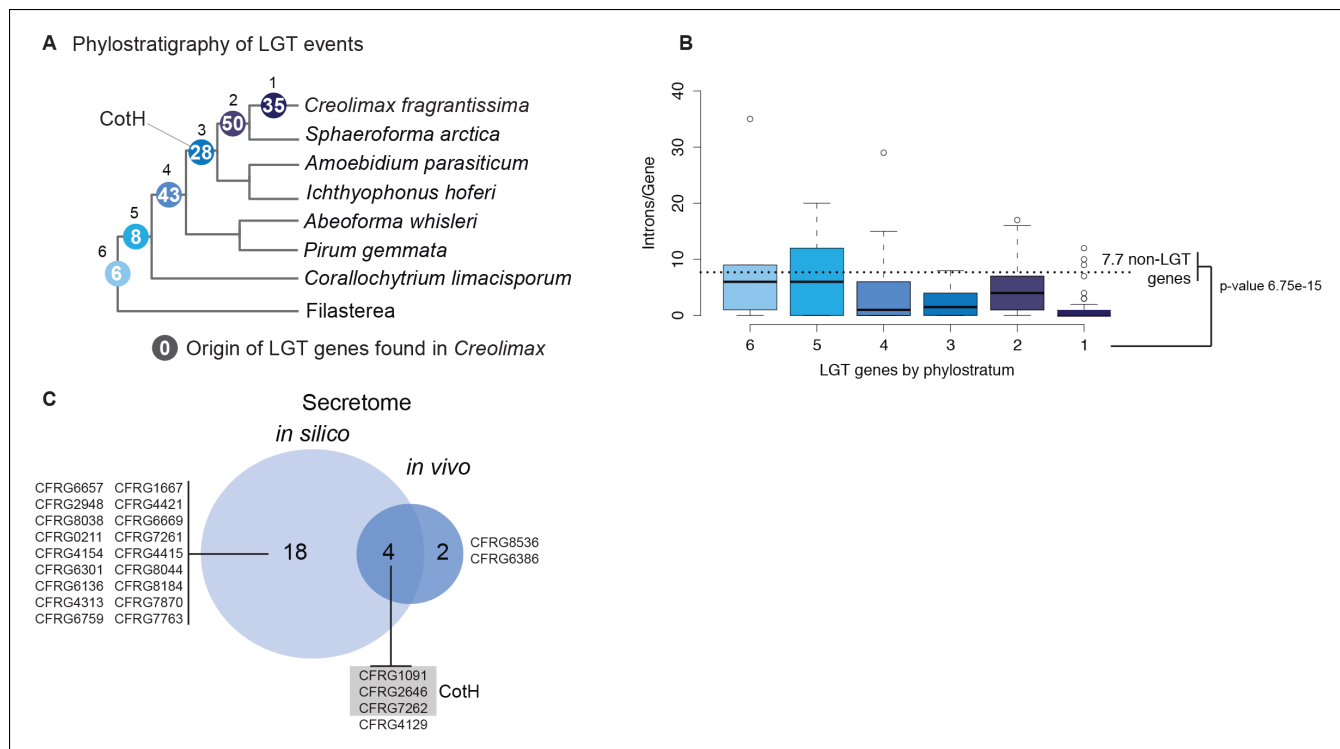 A Phylostratigraphy of LGT events
1
35
Creolimax fragrantissima
2
50
Sphaeroforma arctica
CotH
3
28
Amoebidium parasiticum
Ichthyophonus hoferi
4
43
Abeoforma whisleri
Pirum gemmata
5
8
Corallochytrium limacisporum
6
6
Filasterea
0 Origin of LGT genes found in Creolimax
B
40
30
20
10
0
Introns/Gene
7.7 non-LGT
genes
p-value 6.75e-15
6 5 4 3 2 1
LGT genes by phylostratum
C
Secretome
in silico
in vivo
CFRG6657 CFRG1667
CFRG2948 CFRG4421
CFRG8038 CFRG6669
CFRG0211 CFRG7261
CFRG4154 CFRG4415
CFRG6301 CFRG8044
CFRG6136 CFRG8184
CFRG4313 CFRG7870
CFRG6759 CFRG7763
18 4 2
CFRG8536
CFRG6386
CFRG1091
CFRG2646 CotH
CFRG7262
CFRG4129